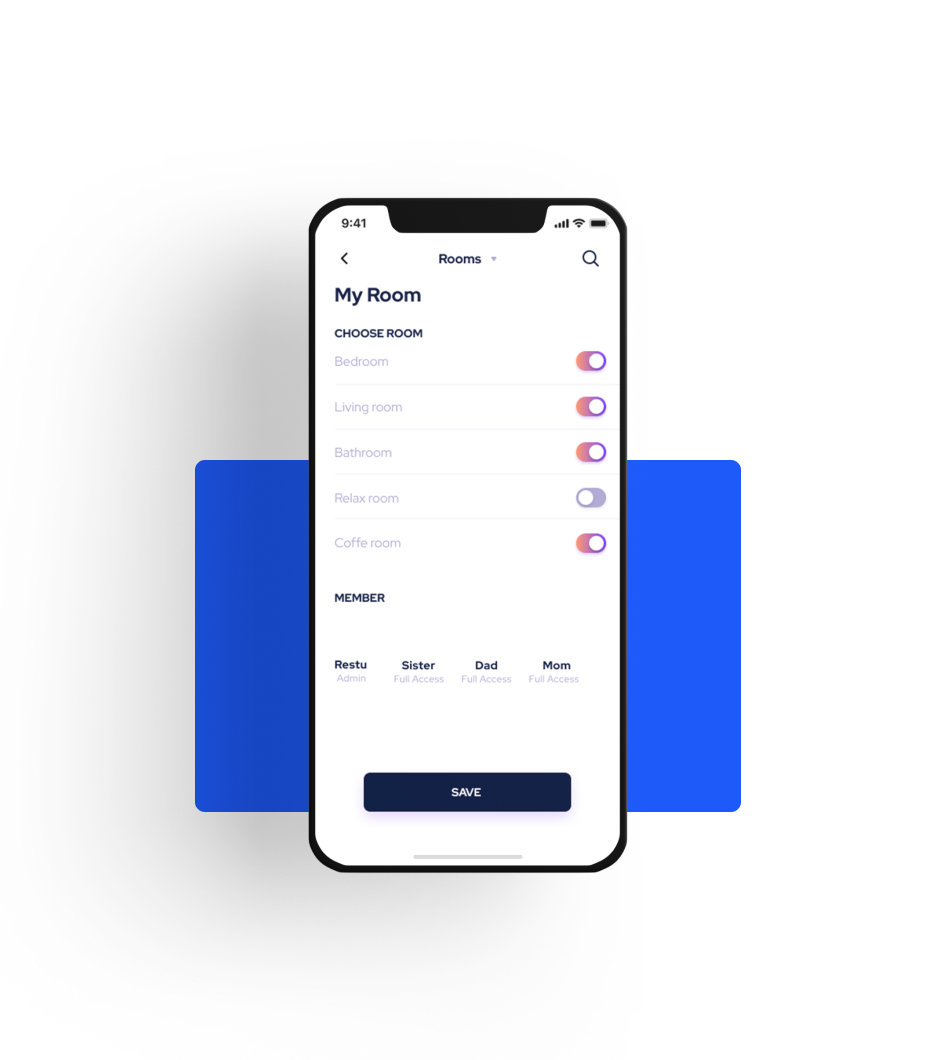 9:41
Rooms
My Room
CHOOSE ROOM
Bedroom
Living room
Bathroom
Relax room
Coffe room
MEMBER
Restu Sister Dad Mom
Admin Full Access Full Access Full Access
SAVE